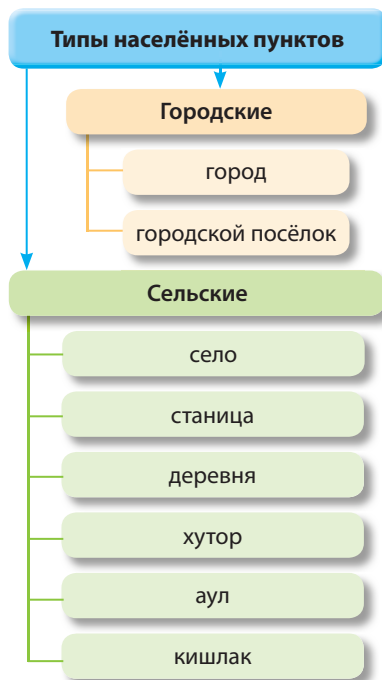 Типы населённых пунктов
Городские
город
городской посёлок
Сельские
село
станица
деревня
хутор
аул
кишлак